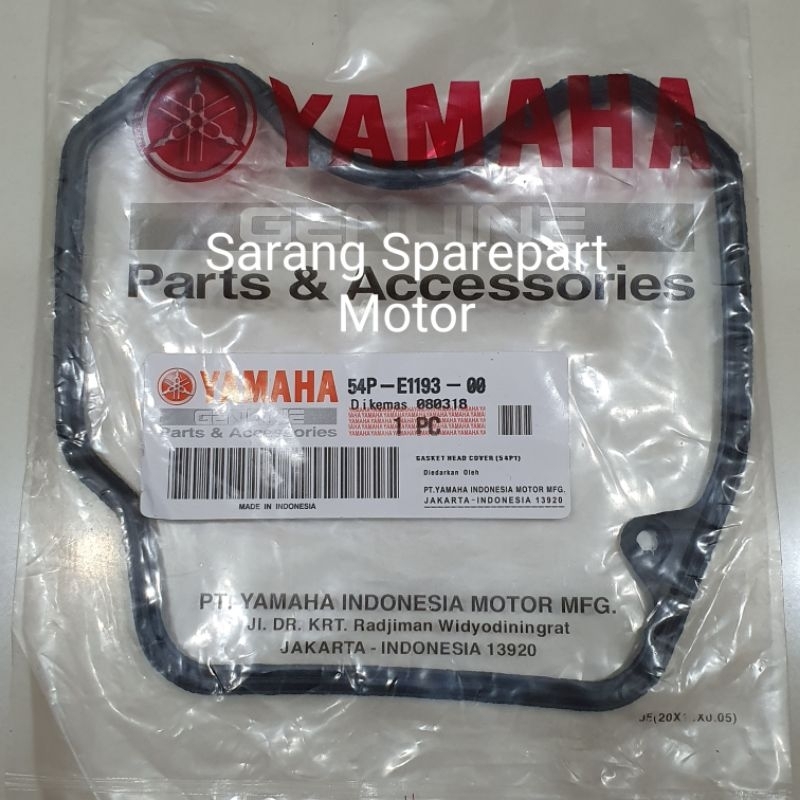 YAMAHA
GENUINE
Parts & Accessories
Sarang Sparepart
Motor
YAMAHA
GENUINE
Parts & Accessories
54P-E1193-00
Dikemas 080318
1 PC
GASKET HEAD COVER (54P1)
Diedarkan Oleh
PT.YAMAHA INDONESIA MOTOR MFG.
JAKARTA-INDONESIA 13920
MADE IN INDONESIA
PT. YAMAHA INDONESIA MOTOR MFG.
Jl. DR. KRT. Radjiman Widyodiningrat
JAKARTA - INDONESIA 13920